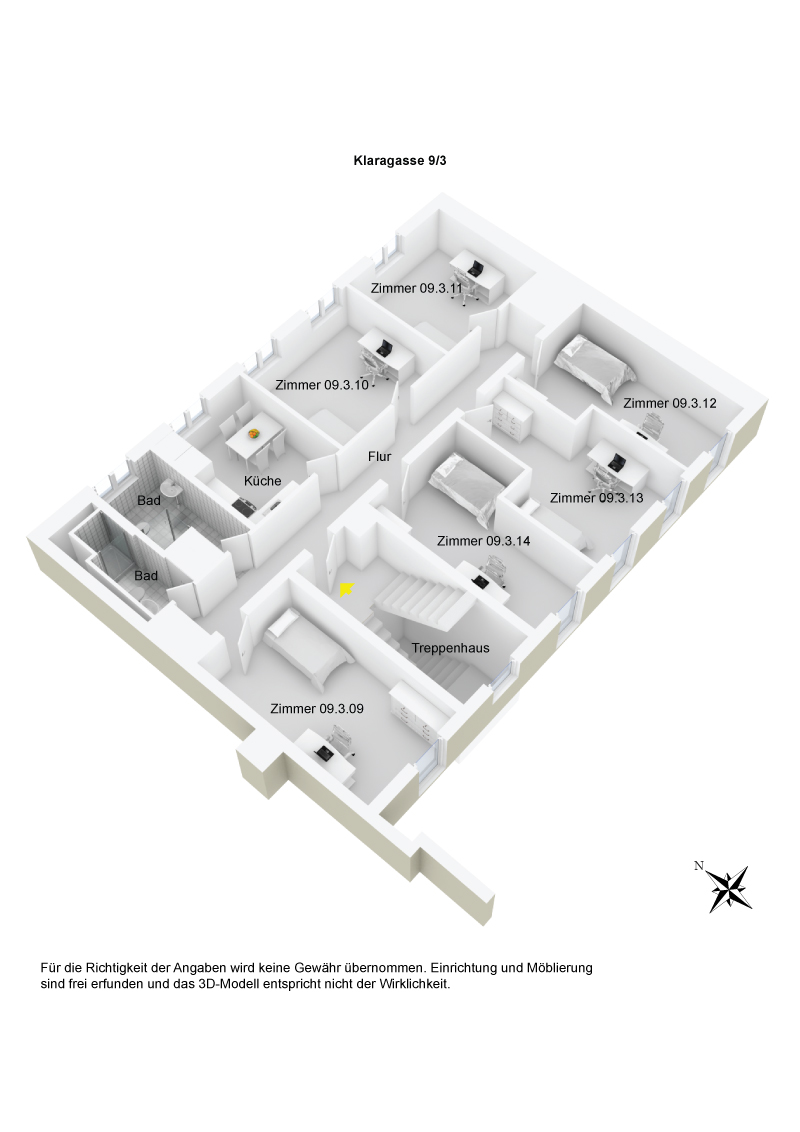 Klaragasse 9/3
Zimmer 09.3.11
Zimmer 09.3.10
Zimmer 09.3.12
Flur
Küche
Zimmer 09.3.13
Bad
Zimmer 09.3.14
Bad
Treppenhaus
Zimmer 09.3.09
N
Für die Richtigkeit der Angaben wird keine Gewähr übernommen. Einrichtung und Möblierung
sind frei erfunden und das 3D-Modell entspricht nicht der Wirklichkeit.